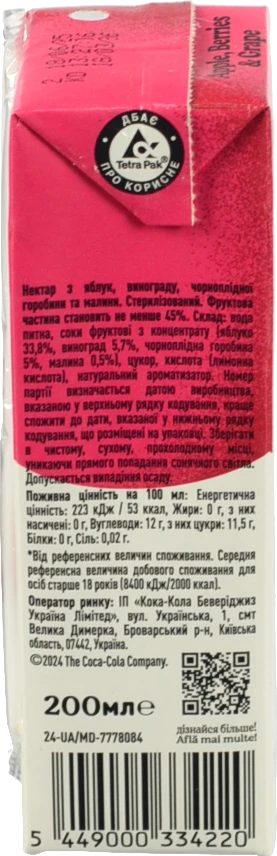 Apple, Berries
& Grape
ДБАЄ
Tetra Pak®
ПРО КОРИСНЕ
Нектар з яблук, винограду, чорноплідної
горобини та малини. Стерилізований. Фруктова
частина становить не менше 45%. Склад: вода
питна, соки фруктові з концентрату (яблуко
33,8%, виноград 5,7%, чорноплідна горобина
5%, малина 0,5%), цукор, кислота (лимонна
кислота), натуральний ароматизатор. Номер
партії визначається датою виробництва,
вказаною у верхньому рядку кодування, краще
спожити до дати, вказаної у нижньому рядку
кодування, що розміщені на упаковці. Зберігати
в чистому, сухому, прохолодному місці,
уникаючи прямого попадання сонячного світла.
Допускається випадіння осаду.
Поживна цінність на 100 мл: Енергетична
цінність: 223 кДж / 53 ккал, Жири: 0 г, з них
насичені: 0 г, Вуглеводи: 12 г, з них цукри: 11,5 г,
Білки: 0 г, Сіль: 0,02 г.
*Від референсних величин споживання. Середня
референсна величина добового споживання для
осіб старше 18 років (8400 кДж/2000 ккал).
Оператор ринку: ІП «Кока-Кола Беверіджиз
Україна Лімітед», вул. Українська, 1, смт
Велика Димерка, Броварський р-н, Київська
область, 07442, Україна.
©2024 The Coca-Cola Company.
200мл℮
24-UA/MD-7778084
дізнайся більше!
Află mai multe!
5 449000 334220